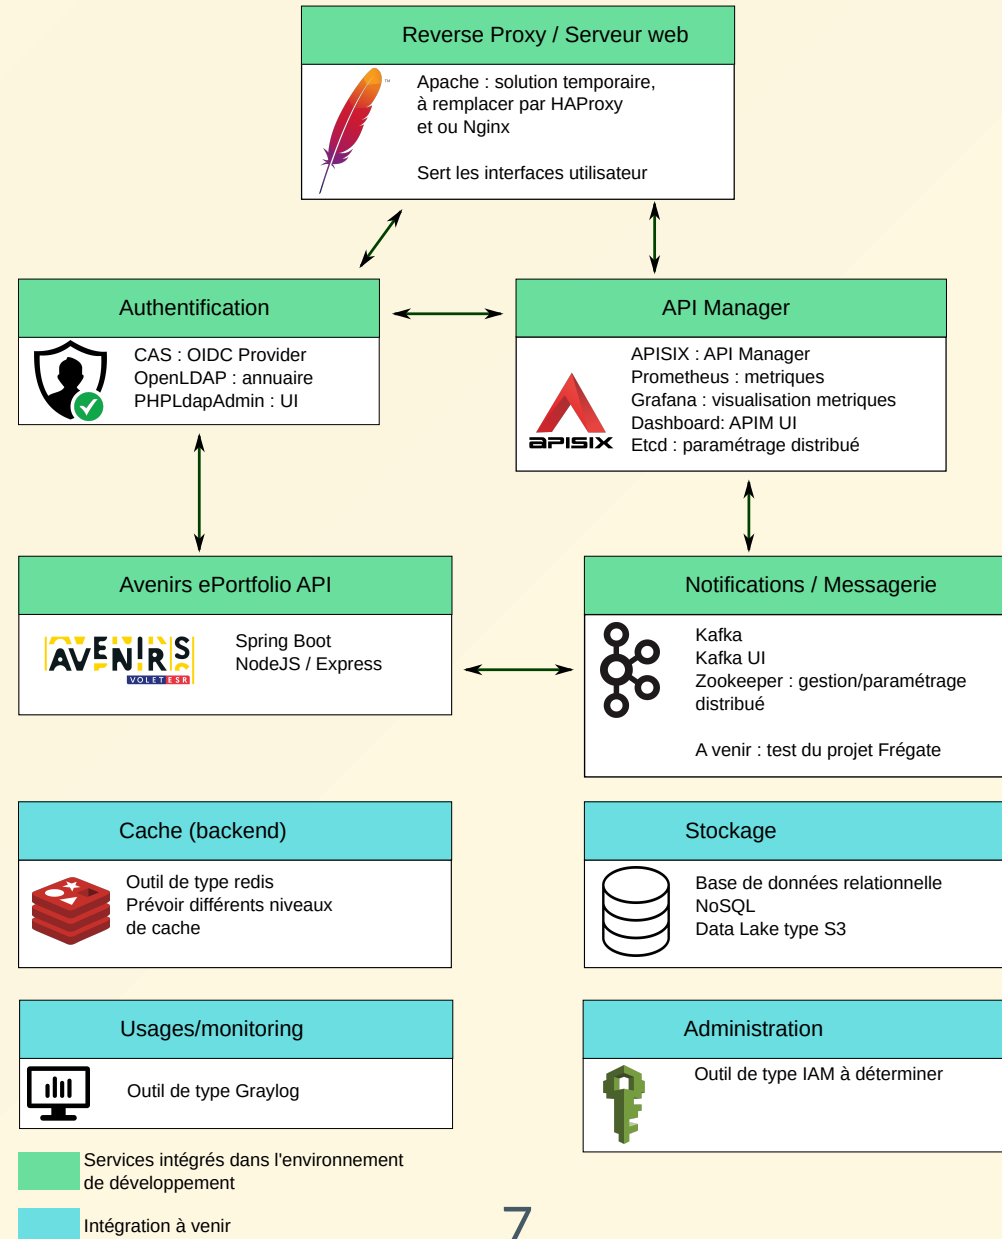 Reverse Proxy / Serveur web
Apache : solution temporaire,
à remplacer par HAProxy
et ou Nginx
Sert les interfaces utilisateur
TM
Authentification
CAS : OIDC Provider
OpenLDAP : annuaire
PHPLdapAdmin : UI
API Manager
APISIX : API Manager
Prometheus : metriques
Grafana : visualisation metriques
Dashboard: APIM UI
Etcd : paramétrage distribué
APISIX
Avenirs ePortfolio API
AVENIRS
VOLET ESR
Spring Boot
NodeJS / Express
Notifications / Messagerie
Kafka
Kafka UI
Zookeeper : gestion/paramétrage
distribué
A venir : test du projet Frégate
Cache (backend)
Outil de type redis
Prévoir différents niveaux
de cache
Stockage
Base de données relationnelle
NoSQL
Data Lake type S3
Usages/monitoring
Outil de type Graylog
Administration
Outil de type IAM à déterminer
Services intégrés dans l'environnement
de développement
Intégration à venir
7